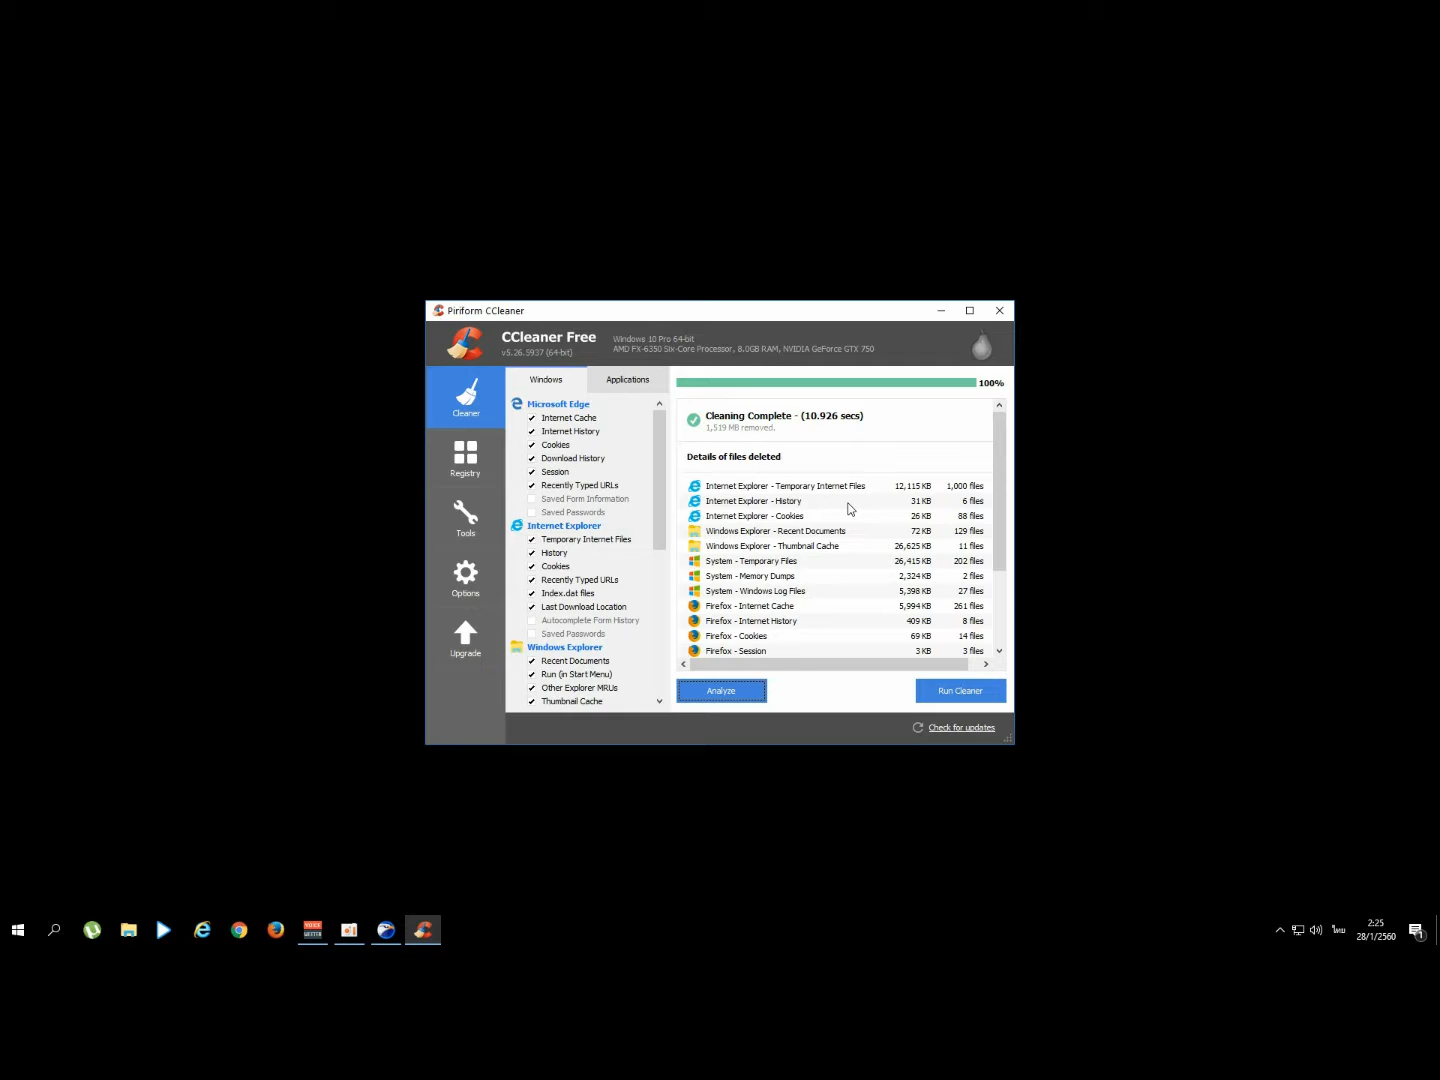 Piriform CCleaner
CCleaner Free
v5.26.5937 (64-bit)
Windows 10 Pro 64-bit
AMD FX-6350 Six-Core Processor, 8.0GB RAM, NVIDIA GeForce GTX 750
Cleaner
Registry
Tools
Options
Upgrade
Windows
Applications
Microsoft Edge
Internet Cache
Internet History
Cookies
Download History
Session
Recently Typed URLs
Saved Form Information
Saved Passwords
Internet Explorer
Temporary Internet Files
History
Cookies
Recently Typed URLs
Index.dat files
Last Download Location
Autocomplete Form History
Saved Passwords
Windows Explorer
Recent Documents
Run (in Start Menu)
Other Explorer MRUs
Thumbnail Cache
100%
Cleaning Complete - (10.926 secs)
1,519 MB removed.
Details of files deleted
Internet Explorer - Temporary Internet Files 12,115 KB 1,000 files
Internet Explorer - History 31 KB 6 files
Internet Explorer - Cookies 26 KB 88 files
Windows Explorer - Recent Documents 72 KB 129 files
Windows Explorer - Thumbnail Cache 26,625 KB 11 files
System - Temporary Files 26,415 KB 202 files
System - Memory Dumps 2,324 KB 2 files
System - Windows Log Files 5,398 KB 27 files
Firefox - Internet Cache 5,994 KB 261 files
Firefox - Internet History 409 KB 8 files
Firefox - Cookies 69 KB 14 files
Firefox - Session 3 KB 3 files
Analyze
Run Cleaner
Check for updates
ไทย
2:25
28/1/2560
1